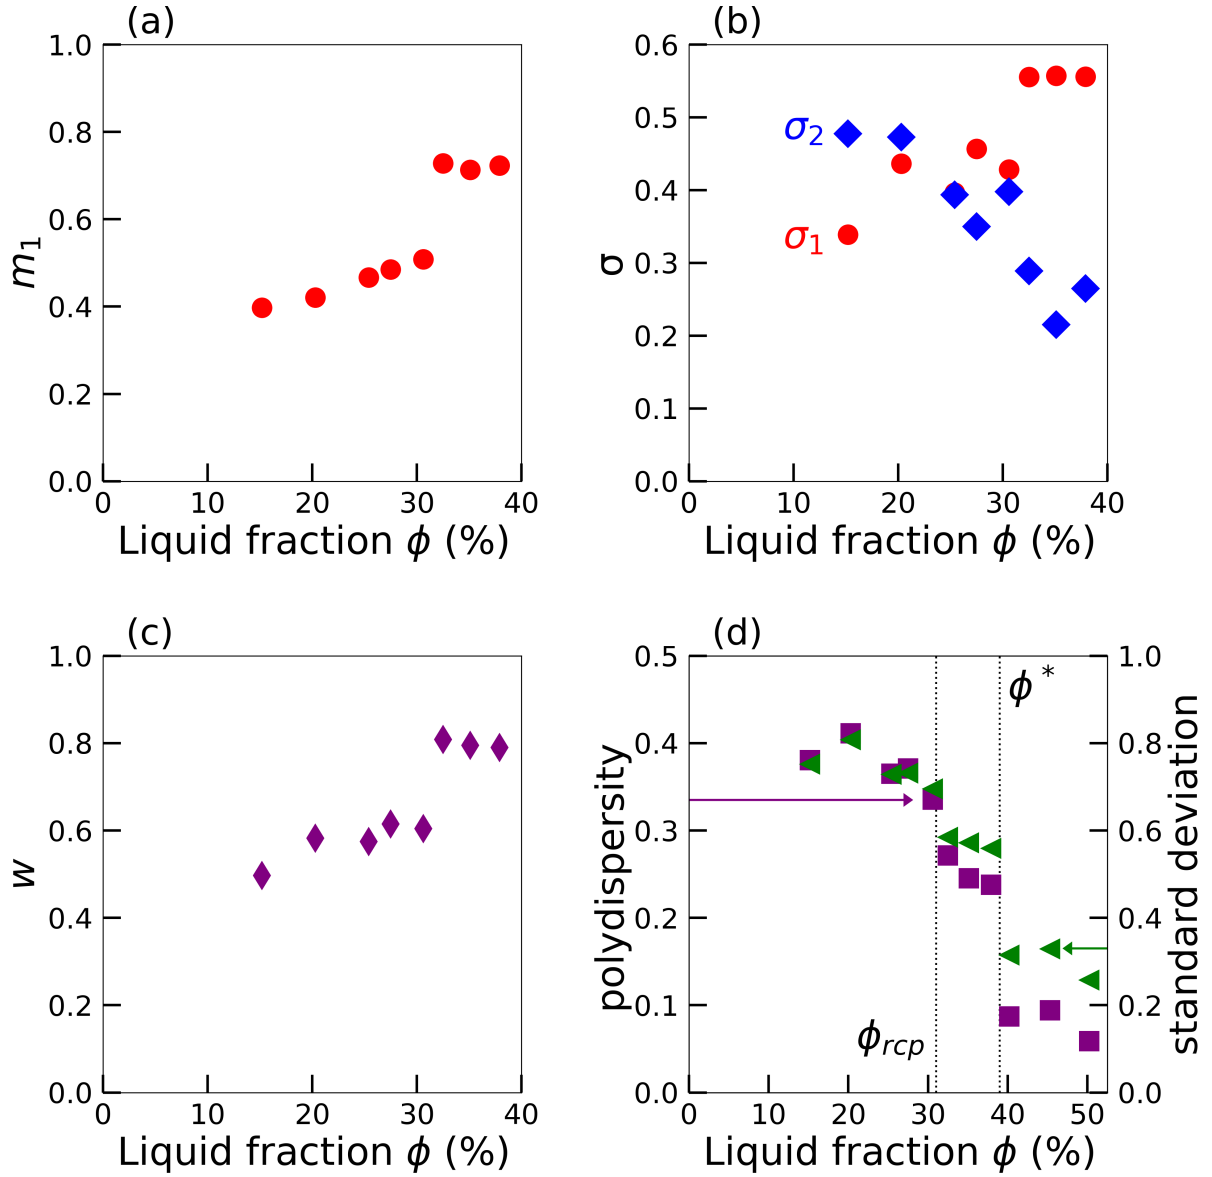 (a)
1.0
0.8
0.6
0.4
0.2
0.0
m1
0 10 20 30 40
Liquid fraction ϕ (%)
(b)
0.6
0.5
0.4
0.3
0.2
0.1
0.0
σ
σ2
σ1
0 10 20 30 40
Liquid fraction ϕ (%)
(c)
1.0
0.8
0.6
0.4
0.2
0.0
w
0 10 20 30 40
Liquid fraction ϕ (%)
(d)
0.5
0.4
0.3
0.2
0.1
0.0
polydispersity
ϕ*
ϕrcp
1.0
0.8
0.6
0.4
0.2
0.0
standard deviation
0 10 20 30 40 50
Liquid fraction ϕ (%)